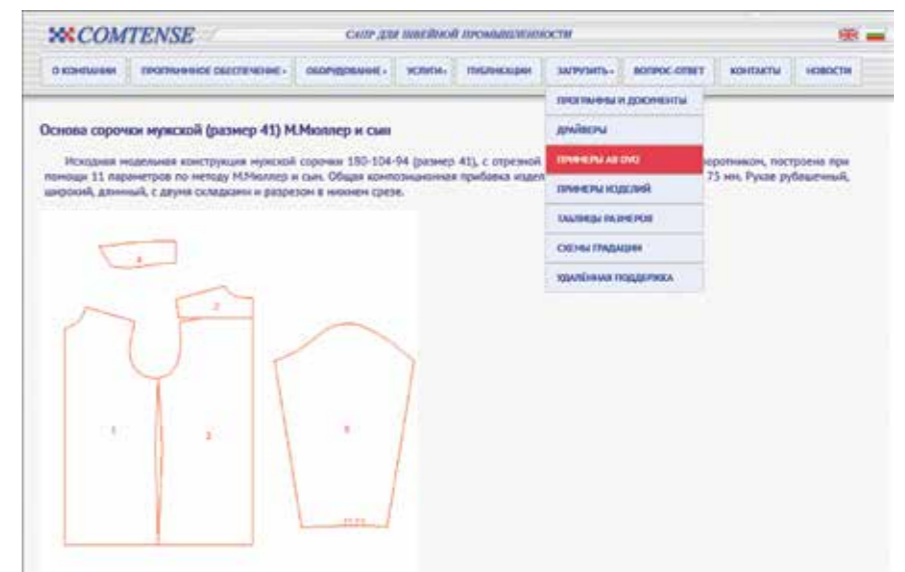 COMTENSE САПР ДЛЯ ШВЕЙНОЙ ПРОМЫШЛЕННОСТИ
О КОМПАНИИ ПРОГРАММНОЕ ОБЕСПЕЧЕНИЕ ОБОРУДОВАНИЕ УСЛУГИ ПУБЛИКАЦИИ ЗАГРУЗИТЬ ВОПРОС-ОТВЕТ КОНТАКТЫ НОВОСТИ
ПРОГРАММЫ И ДОКУМЕНТЫ
ДРАЙВЕРЫ
ПРИМЕРЫ AB OVO
ПРИМЕРЫ ИЗДЕЛИЙ
ТАБЛИЦЫ РАЗМЕРОВ
СХЕМЫ ГРАДАЦИИ
УДАЛЁННАЯ ПОДДЕРЖКА
Основа сорочки мужской (размер 41) М.Мюллер и сын
Исходная модельная конструкция мужской сорочки 180-104-94 (размер 41), с отрезной воротником, построена при
помощи 11 параметров по методу М.Мюллер и сын. Общая композиционная прибавка издел 75 мм. Рукав рубашечный,
широкий, длинный, с двумя складками и разрезом в нижнем срезе.
4
2
1 3 5